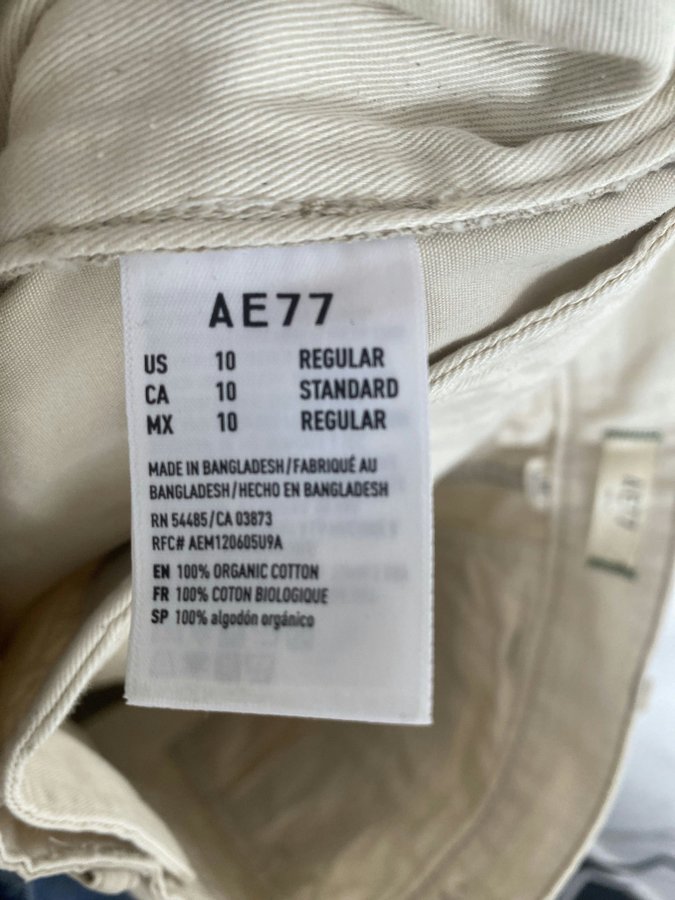 AE77
US 10 REGULAR
CA 10 STANDARD
MX 10 REGULAR
MADE IN BANGLADESH/FABRIQUÉ AU
BANGLADESH/HECHO EN BANGLADESH
RN 54485/CA 03873
RFC# AEM120605U9A
EN 100% ORGANIC COTTON
FR 100% COTON BIOLOGIQUE
SP 100% algodón orgánico
AE77